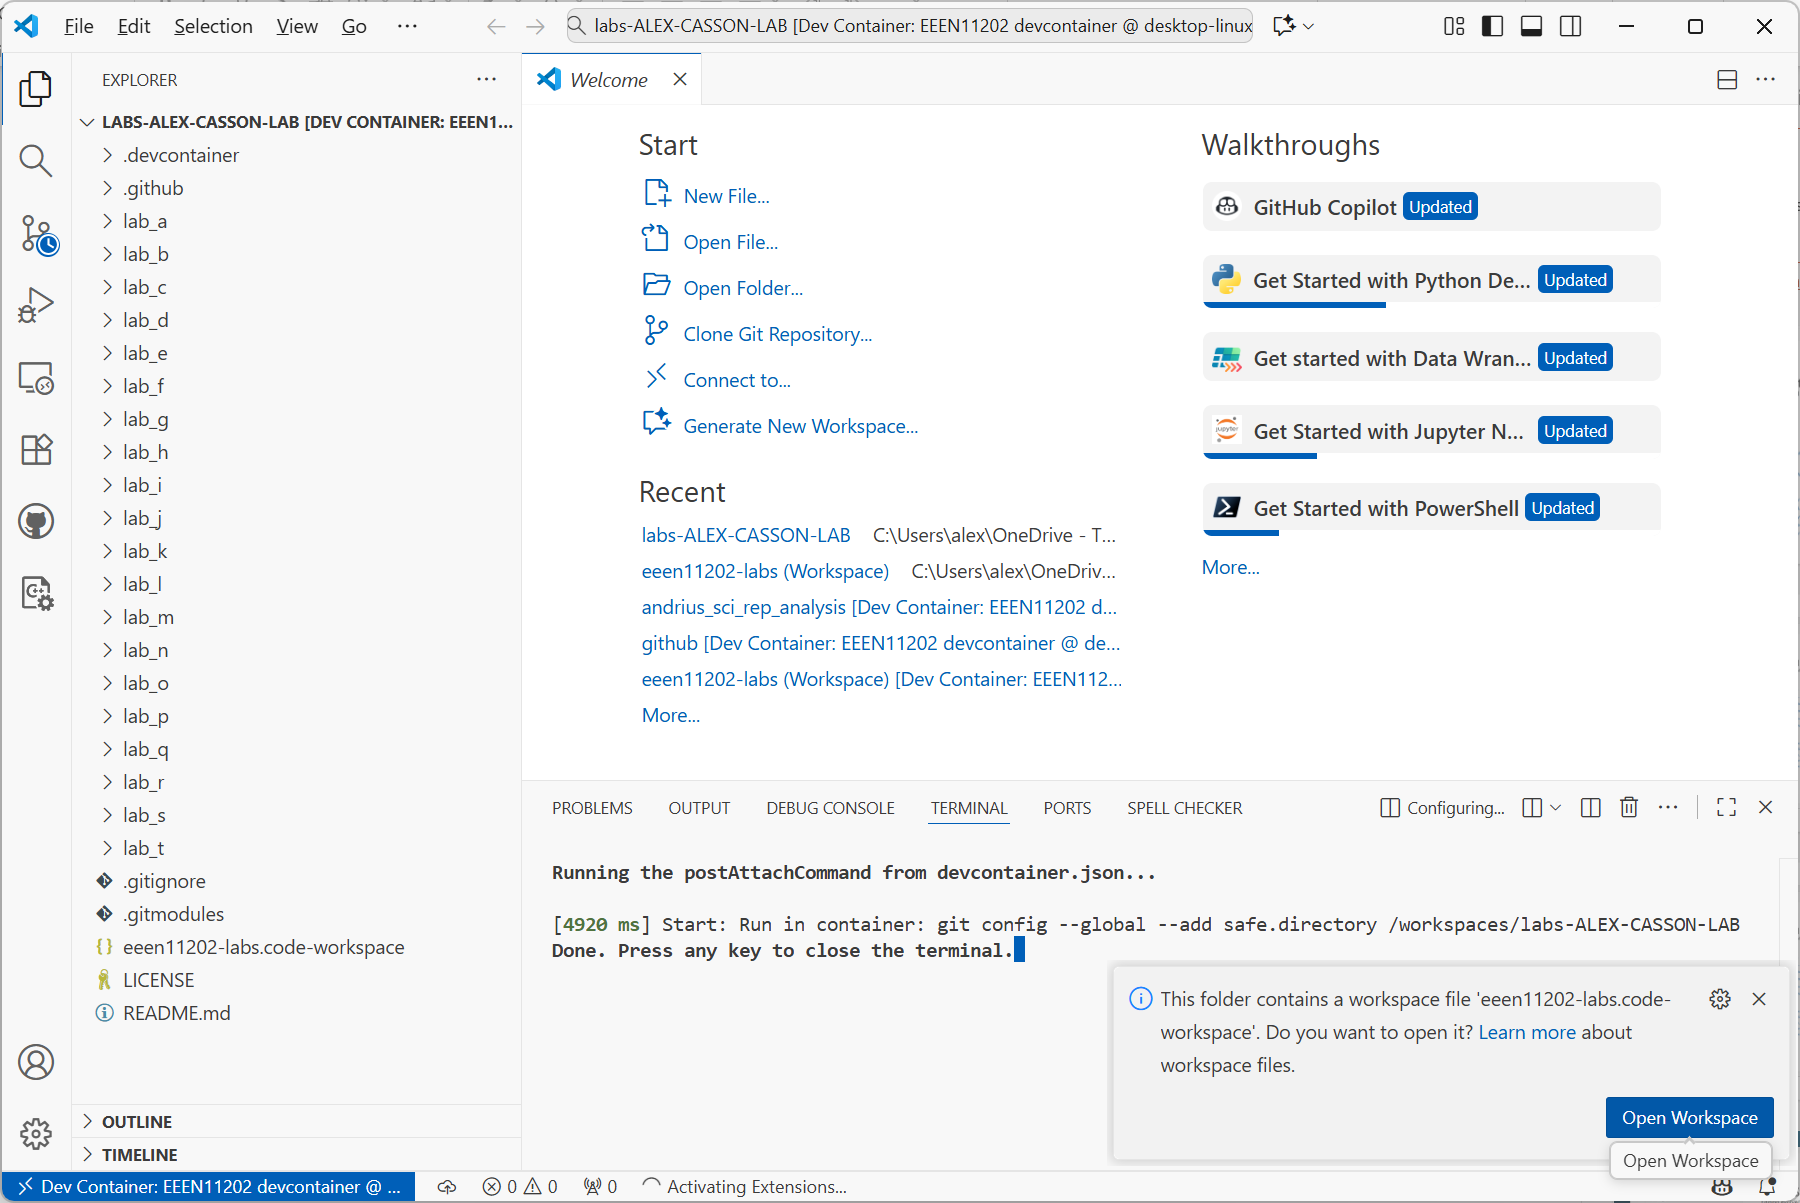 File Edit Selection View Go ··· labs-ALEX-CASSON-LAB [Dev Container: EEEN11202 devcontainer @ desktop-linux
EXPLORER
LABS-ALEX-CASSON-LAB [DEV CONTAINER: EEEN1...
.devcontainer
.github
lab_a
lab_b
lab_c
lab_d
lab_e
lab_f
lab_g
lab_h
lab_i
lab_j
lab_k
lab_l
lab_m
lab_n
lab_o
lab_p
lab_q
lab_r
lab_s
lab_t
.gitignore
.gitmodules
eeen11202-labs.code-workspace
LICENSE
README.md
OUTLINE
TIMELINE
Welcome
Start
New File...
Open File...
Open Folder...
Clone Git Repository...
Connect to...
Generate New Workspace...
Recent
labs-ALEX-CASSON-LAB C:\Users\alex\OneDrive - T...
eeen11202-labs (Workspace) C:\Users\alex\OneDriv...
andrius_sci_rep_analysis [Dev Container: EEEN11202 d...
github [Dev Container: EEEN11202 devcontainer @ de...
eeen11202-labs (Workspace) [Dev Container: EEEN112...
More...
Walkthroughs
GitHub Copilot Updated
Get Started with Python De... Updated
Get started with Data Wran... Updated
Jupyter Get Started with Jupyter N... Updated
Get Started with PowerShell Updated
More...
PROBLEMS OUTPUT DEBUG CONSOLE TERMINAL PORTS SPELL CHECKER Configuring...
Running the postAttachCommand from devcontainer.json...
[4920 ms] Start: Run in container: git config --global --add safe.directory /workspaces/labs-ALEX-CASSON-LAB
Done. Press any key to close the terminal.
This folder contains a workspace file 'eeen11202-labs.code-
workspace'. Do you want to open it? Learn more about
workspace files.
Open Workspace
Open Workspace
Dev Container: EEEN11202 devcontainer @ ... 0 0 0 Activating Extensions...